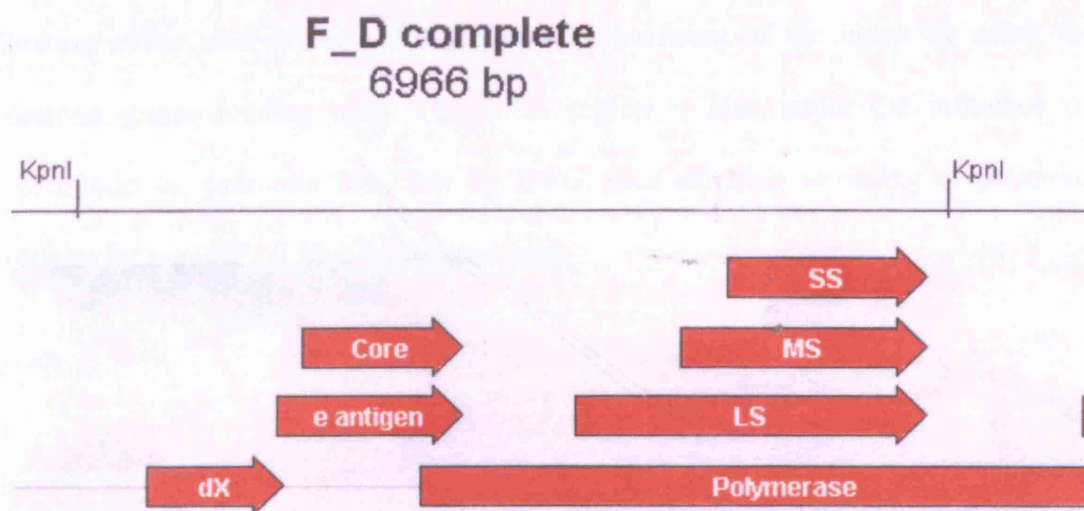 F_D complete
6966 bp
KpnI KpnI
SS
Core MS
e antigen LS
dX Polymerase